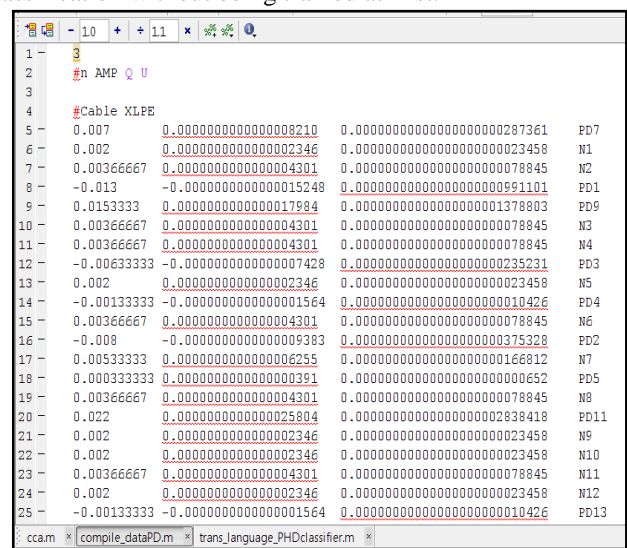 - 1.0 + ÷ 1.1 ×
1 - 3
2 #n AMP Q U
3
4 #Cable XLPE
5 - 0.007 0.0000000000000008210 0.00000000000000000000287361 PD7
6 - 0.002 0.0000000000000002346 0.00000000000000000000023458 N1
7 - 0.00366667 0.0000000000000004301 0.00000000000000000000078845 N2
8 - -0.013 -0.0000000000000015248 0.00000000000000000000991101 PD1
9 - 0.0153333 0.0000000000000017984 0.00000000000000000001378803 PD9
10 - 0.00366667 0.0000000000000004301 0.00000000000000000000078845 N3
11 - 0.00366667 0.0000000000000004301 0.00000000000000000000078845 N4
12 - -0.00633333 -0.0000000000000007428 0.00000000000000000000235231 PD3
13 - 0.002 0.0000000000000002346 0.00000000000000000000023458 N5
14 - -0.00133333 -0.0000000000000001564 0.00000000000000000000010426 PD4
15 - 0.00366667 0.0000000000000004301 0.00000000000000000000078845 N6
16 - -0.008 -0.0000000000000009383 0.00000000000000000000375328 PD2
17 - 0.00533333 0.0000000000000006255 0.00000000000000000000166812 N7
18 - 0.000333333 0.0000000000000000391 0.00000000000000000000000652 PD5
19 - 0.00366667 0.0000000000000004301 0.00000000000000000000078845 N8
20 - 0.022 0.0000000000000025804 0.00000000000000000002838418 PD11
21 - 0.002 0.0000000000000002346 0.00000000000000000000023458 N9
22 - 0.002 0.0000000000000002346 0.00000000000000000000023458 N10
23 - 0.00366667 0.0000000000000004301 0.00000000000000000000078845 N11
24 - 0.002 0.0000000000000002346 0.00000000000000000000023458 N12
25 - -0.00133333 -0.0000000000000001564 0.00000000000000000000010426 PD13
cca.m × compile_dataPD.m × trans_language_PHDclassifier.m ×